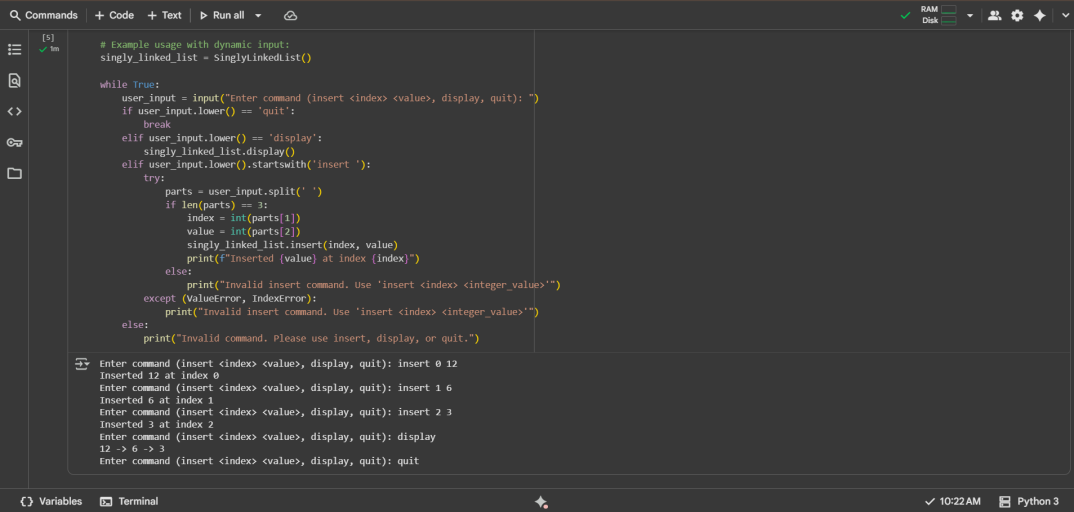 Commands + Code + Text Run all
RAM
Disk
[5]
1m
# Example usage with dynamic input:
singly_linked_list = SinglyLinkedList()
while True:
    user_input = input("Enter command (insert <index> <value>, display, quit): ")
    if user_input.lower() == 'quit':
        break
    elif user_input.lower() == 'display':
        singly_linked_list.display()
    elif user_input.lower().startswith('insert '):
        try:
            parts = user_input.split(' ')
            if len(parts) == 3:
                index = int(parts[1])
                value = int(parts[2])
                singly_linked_list.insert(index, value)
                print(f"Inserted {value} at index {index}")
            else:
                print("Invalid insert command. Use 'insert <index> <integer_value>'")
        except (ValueError, IndexError):
            print("Invalid insert command. Use 'insert <index> <integer_value>'")
    else:
        print("Invalid command. Please use insert, display, or quit.")
Enter command (insert <index> <value>, display, quit): insert 0 12
Inserted 12 at index 0
Enter command (insert <index> <value>, display, quit): insert 1 6
Inserted 6 at index 1
Enter command (insert <index> <value>, display, quit): insert 2 3
Inserted 3 at index 2
Enter command (insert <index> <value>, display, quit): display
12 -> 6 -> 3
Enter command (insert <index> <value>, display, quit): quit
Variables Terminal 10:22 AM Python 3